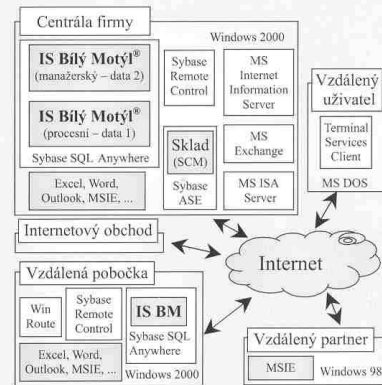 Centrála firmy
Windows 2000
IS Bílý Motýl®
(manažerský – data 2)
IS Bílý Motýl®
(procesní – data 1)
Sybase SQL Anywhere
Excel, Word,
Outlook, MSIE, ...
Sybase
Remote
Control
Sklad
(SCM)
Sybase
ASE
MS
Internet
Information
Server
MS
Exchange
MS ISA
Server
Vzdálený
uživatel
Terminal
Services
Client
MS DOS
Internetový obchod
Internet
Vzdálená pobočka
Win
Route
Sybase
Remote
Control
IS BM
Sybase SQL
Anywhere
Excel, Word,
Outlook, MSIE, ...
Windows 2000
Vzdálený partner
MSIE
Windows 98